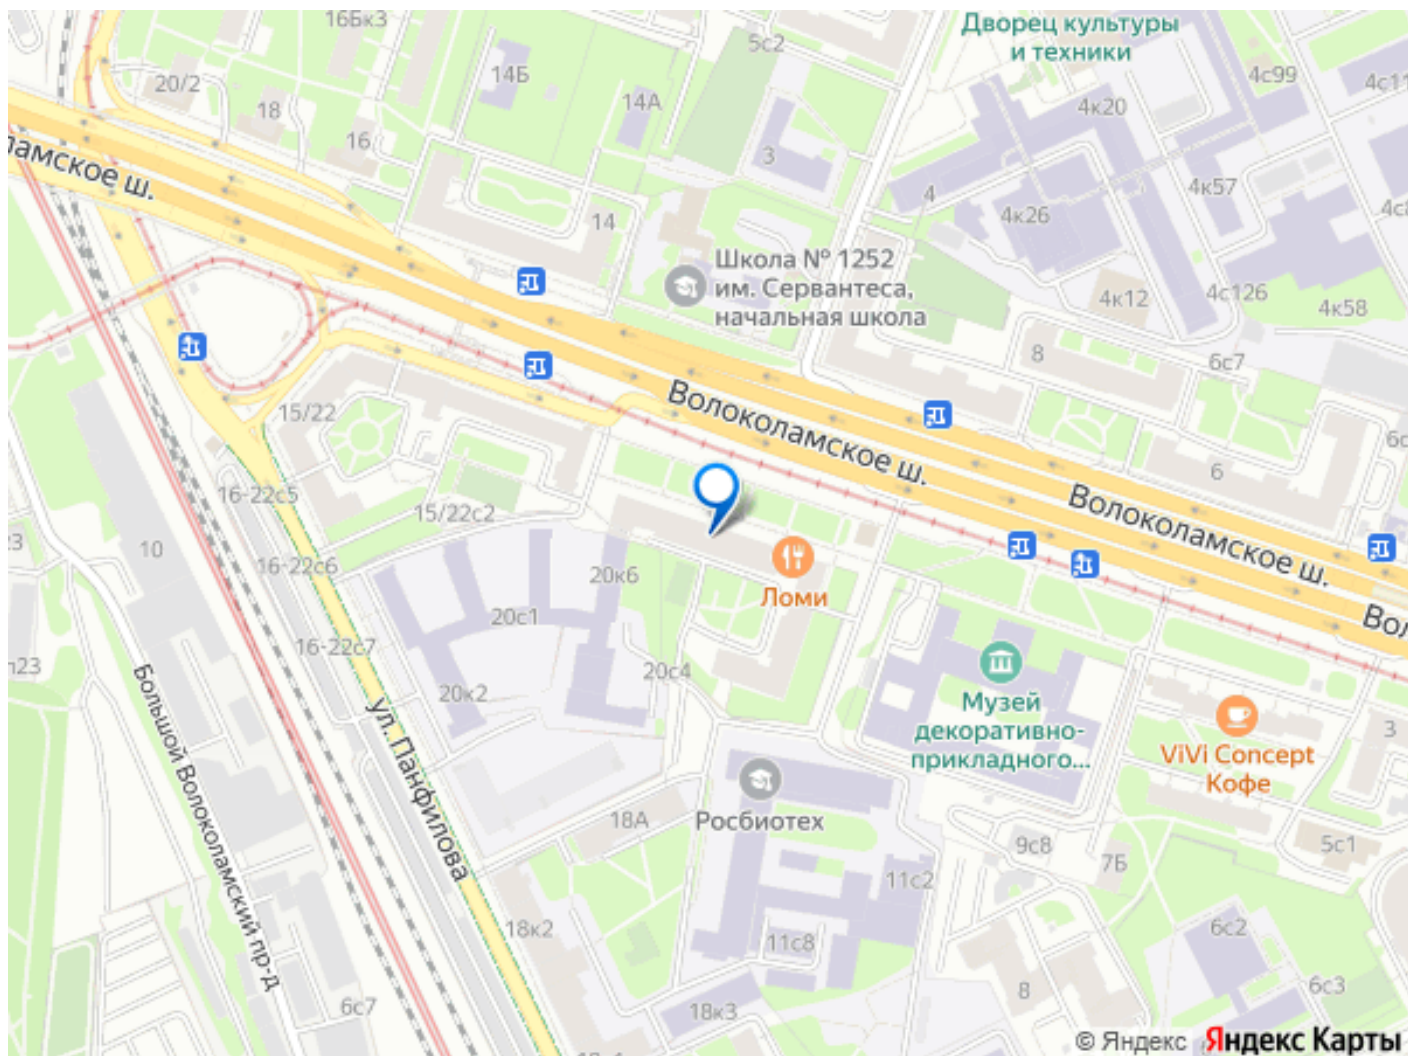 Дворец культуры
и техники
16Бк3
5с2
14Б
20/2
14А
18
16
4с99
4с11
4к20
3
4к57
4
4к26
14
ламское ш.
Школа № 1252
им. Сервантеса,
начальная школа
4к12
4с126
4к58
8
6с7
15/22
Волоколамское ш.
6
16-22с5
15/22с2
Волоколамское ш.
10
16-22с6
20к6
Ломи
20с1
16-22с7
20с4
20к2
Музей
декоративно-
прикладного...
ViVi Concept
Кофе
3
ул. Панфилова
Большой Волоколамский пр-д
Росбиотех
18А
9с8
7Б
5с1
11с2
18к2
11с8
6с2
8
6с3
6с7
18к3
© Яндекс Яндекс Карты